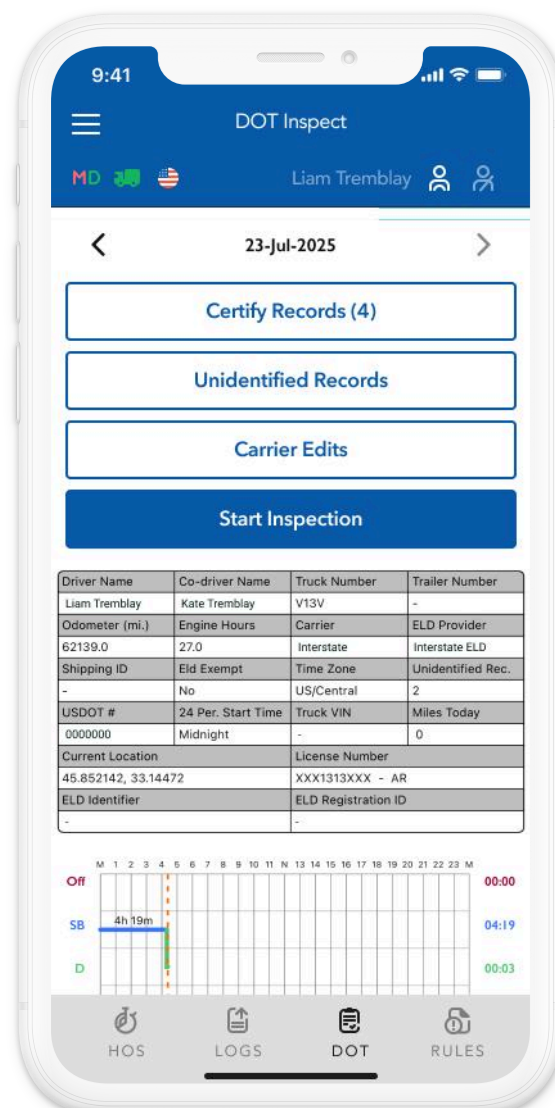 9:41
DOT Inspect
MD Liam Tremblay
23-Jul-2025
Certify Records (4)
Unidentified Records
Carrier Edits
Start Inspection
Driver Name Co-driver Name Truck Number Trailer Number
Liam Tremblay Kate Tremblay V13V -
Odometer (mi.) Engine Hours Carrier ELD Provider
62139.0 27.0 Interstate Interstate ELD
Shipping ID Eld Exempt Time Zone Unidentified Rec.
- No US/Central 2
USDOT # 24 Per. Start Time Truck VIN Miles Today
0000000 Midnight - 0
Current Location License Number
45.852142, 33.14472 XXX1313XXX - AR
ELD Identifier ELD Registration ID
- -
M 1 2 3 4 5 6 7 8 9 10 11 N 13 14 15 16 17 18 19 20 21 22 23 M
Off 00:00
SB 4h 19m 04:19
D 00:03
HOS LOGS DOT RULES